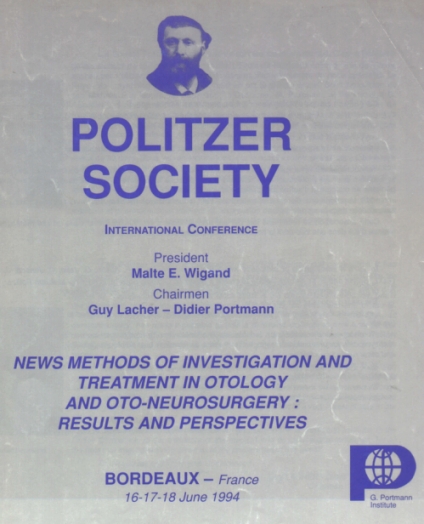 POLITZER
SOCIETY
INTERNATIONAL CONFERENCE
President
Malte E. Wigand
Chairmen
Guy Lacher – Didier Portmann
NEWS METHODS OF INVESTIGATION AND
TREATMENT IN OTOLOGY
AND OTO-NEUROSURGERY :
RESULTS AND PERSPECTIVES
BORDEAUX – France
16-17-18 June 1994
P
G. Portmann
Institute